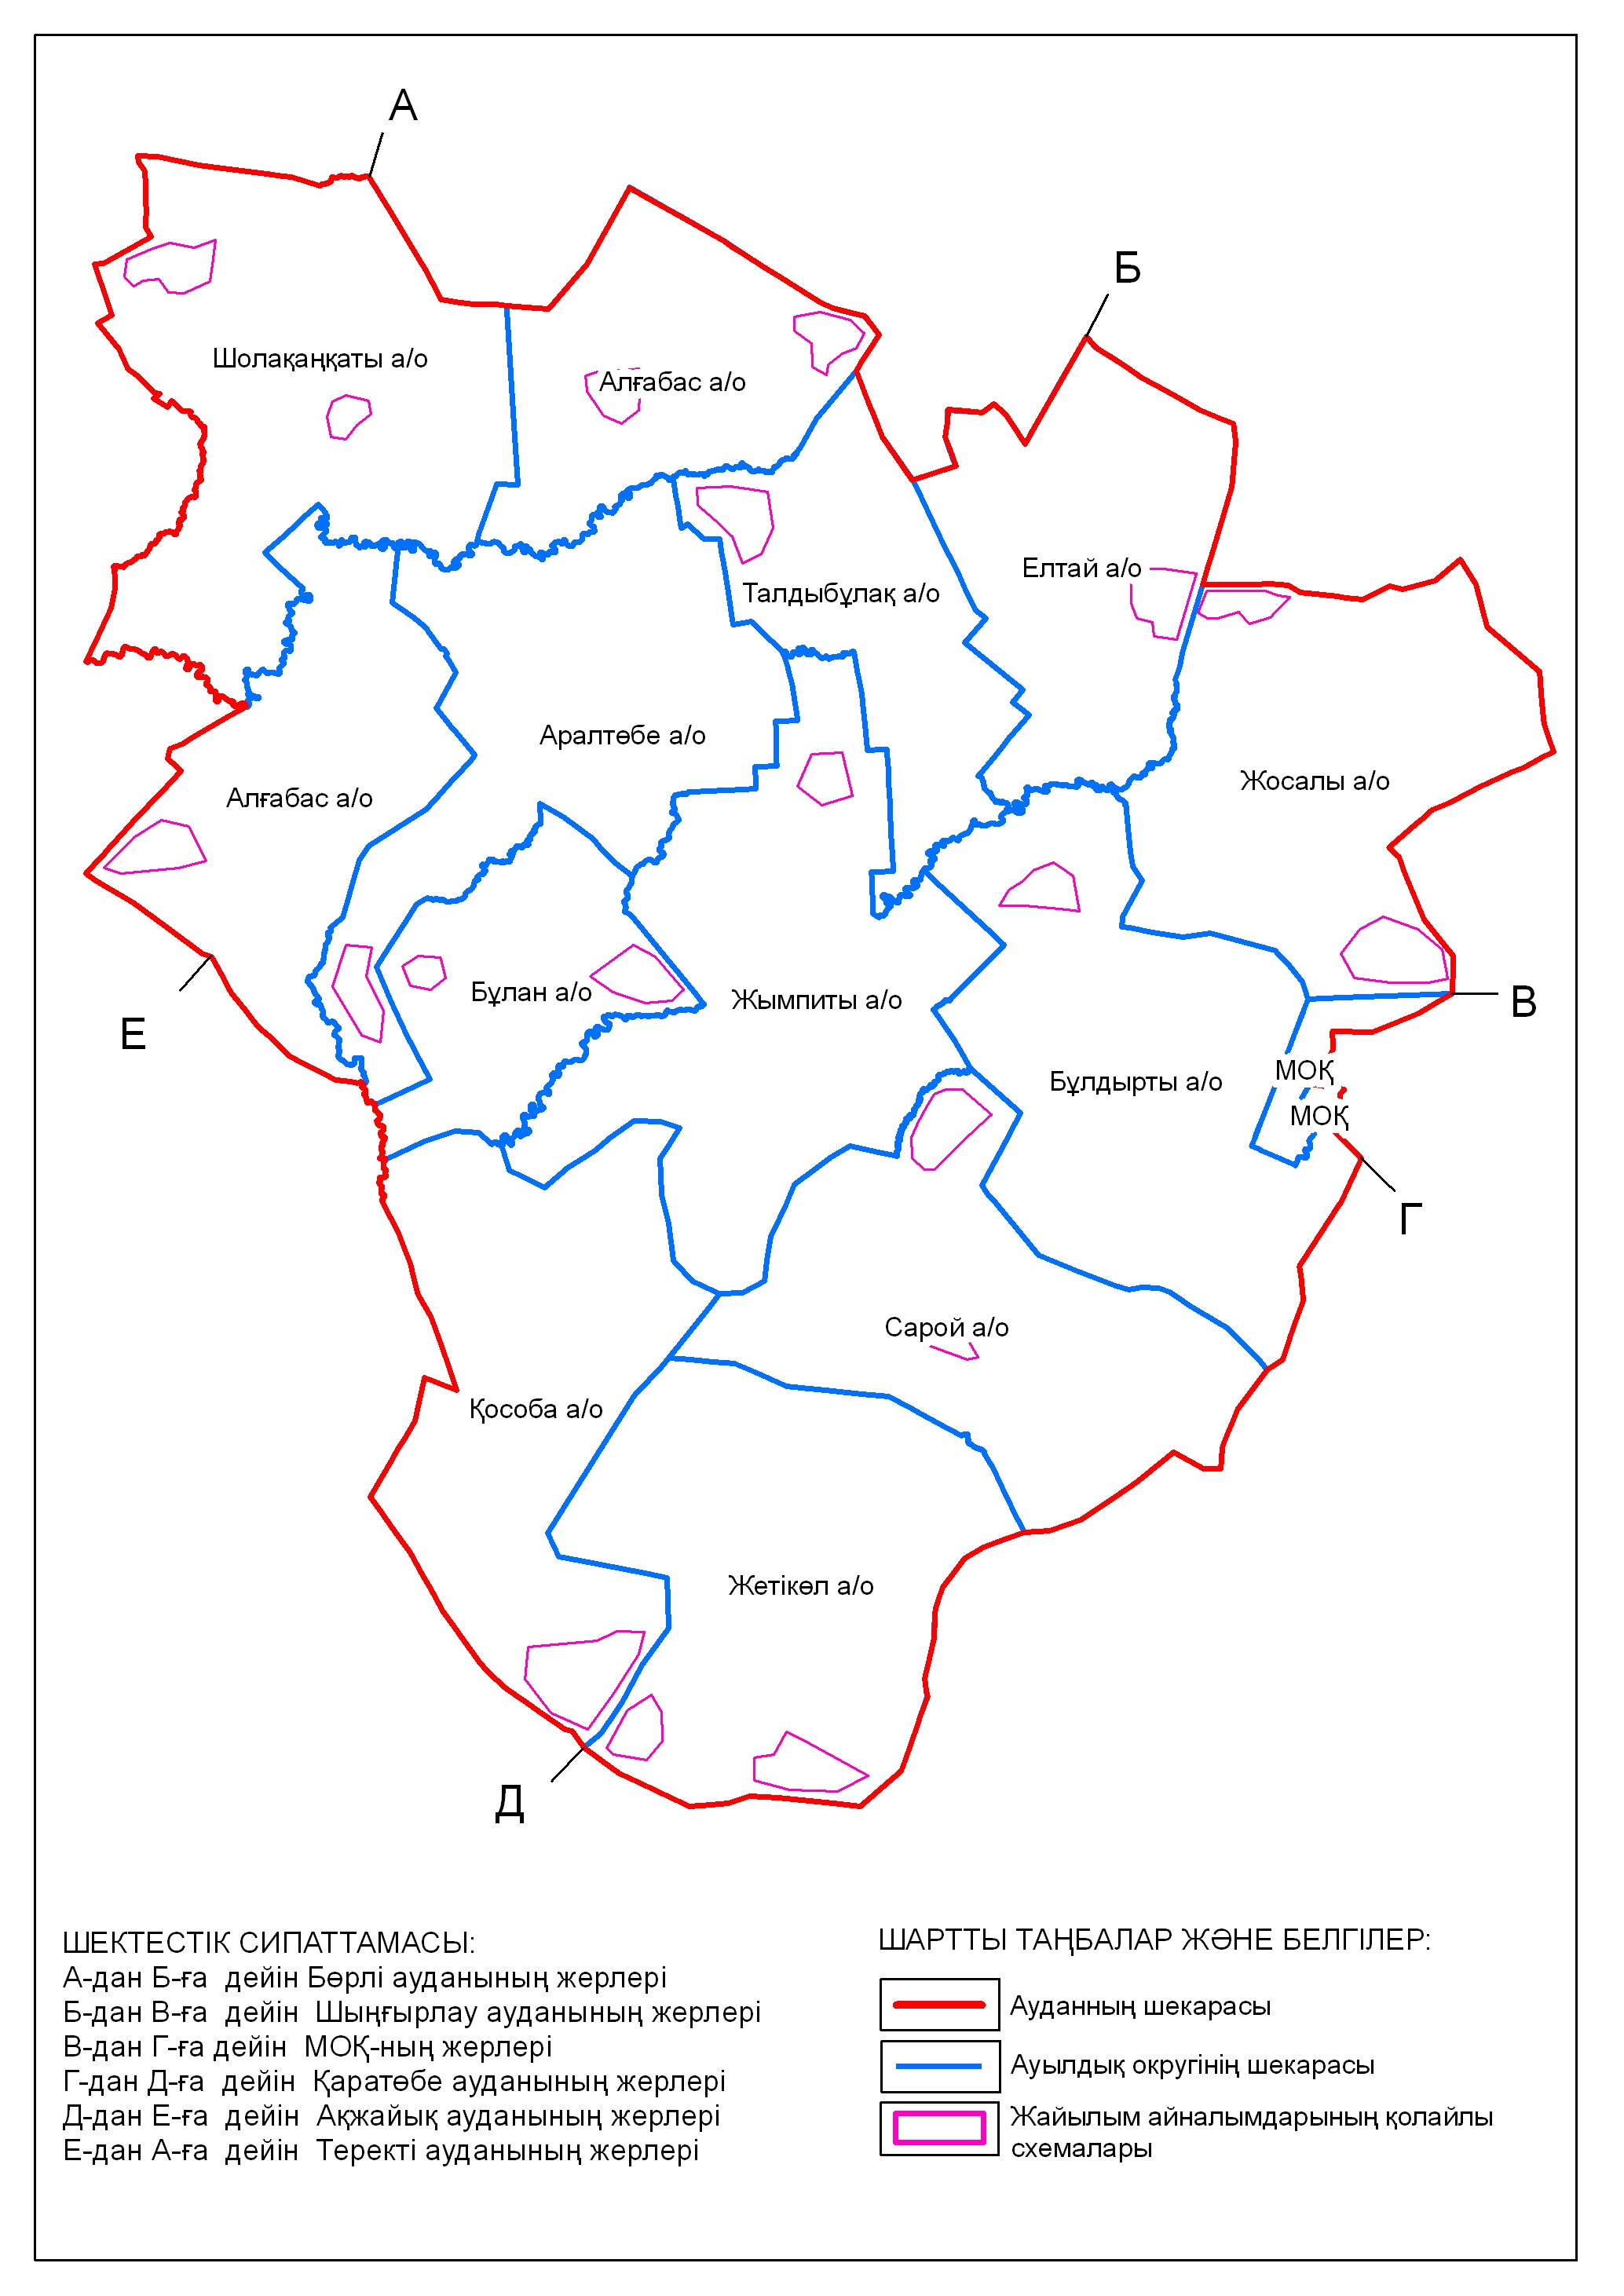 А
Б
Шолақаңқаты а/о
Алғабас а/о
Елтай а/о
Талдыбұлақ а/о
Аралтөбе а/о
Жосалы а/о
Алғабас а/о
Бұлан а/о
Жымпиты а/о
В
Е
МОҚ
Бұлдырты а/о
МОҚ
Г
Сарой а/о
Қособа а/о
Жетікөл а/о
Д
ШЕКТЕСТІК СИПАТТАМАСЫ:
А-дан Б-ға дейін Бөрлі ауданының жерлері
Б-дан В-ға дейін Шыңғырлау ауданының жерлері
В-дан Г-ға дейін МОҚ-ның жерлері
Г-дан Д-ға дейін Қаратөбе ауданының жерлері
Д-дан Е-ға дейін Ақжайық ауданының жерлері
Е-дан А-ға дейін Теректі ауданының жерлері
ШАРТТЫ ТАҢБАЛАР ЖӘНЕ БЕЛГІЛЕР:
Ауданның шекарасы
Ауылдық округінің шекарасы
Жайылым айналымдарының қолайлы
схемалары